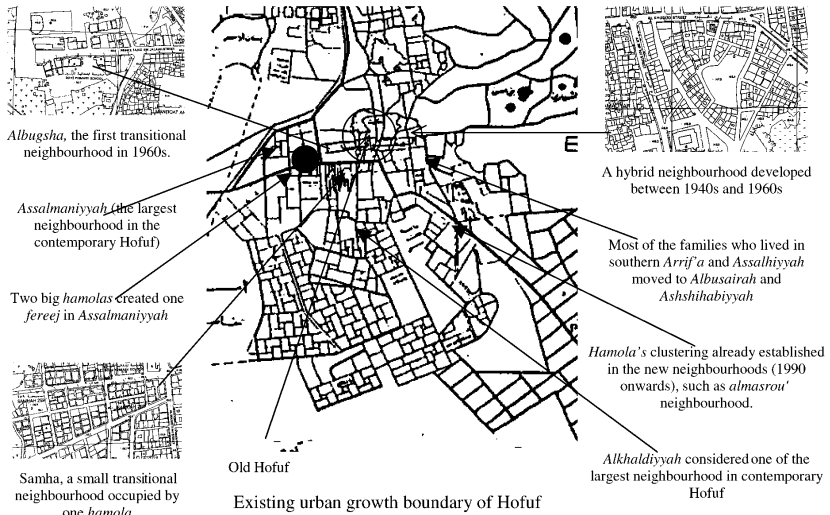 Albugsha, the first transitional
neighbourhood in 1960s.
Assalmaniyyah (the largest
neighbourhood in the
contemporary Hofuf)
Two big hamolas created one
fereej in Assalmaniyyah
Samha, a small transitional
neighbourhood occupied by
one hamola
Old Hofuf
Existing urban growth boundary of Hofuf
E
A hybrid neighbourhood developed
between 1940s and 1960s
Most of the families who lived in
southern Arrif'a and Assalhiyyah
moved to Albusairah and
Ashshihabiyyah
Hamola's clustering already established
in the new neighbourhoods (1990
onwards), such as almasrou'
neighbourhood.
Alkhaldiyyah considered one of the
largest neighbourhood in contemporary
Hofuf